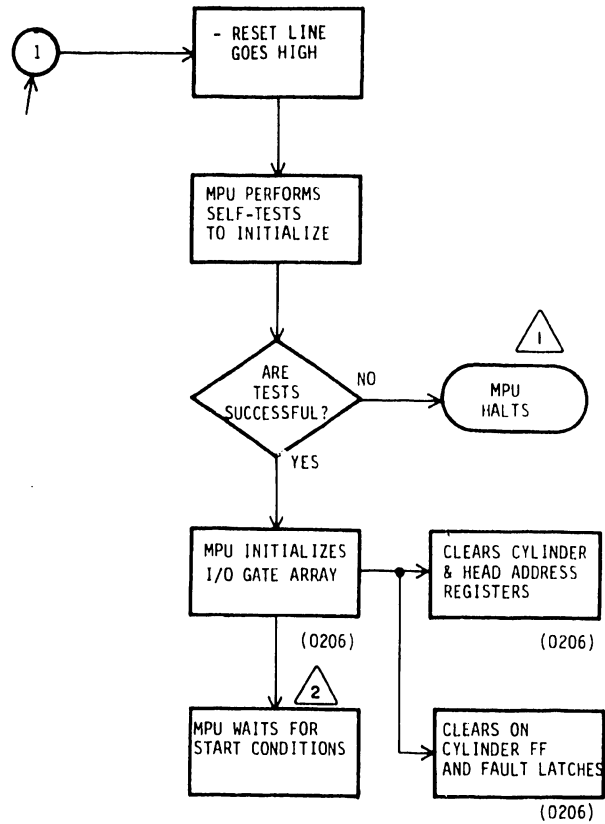 1
- RESET LINE
GOES HIGH
MPU PERFORMS
SELF-TESTS
TO INITIALIZE
ARE
TESTS
SUCCESSFUL?
NO
1
MPU
HALTS
YES
MPU INITIALIZES
I/O GATE ARRAY
(0206)
CLEARS CYLINDER
& HEAD ADDRESS
REGISTERS
(0206)
2
MPU WAITS FOR
START CONDITIONS
CLEARS ON
CYLINDER FF
AND FAULT LATCHES
(0206)